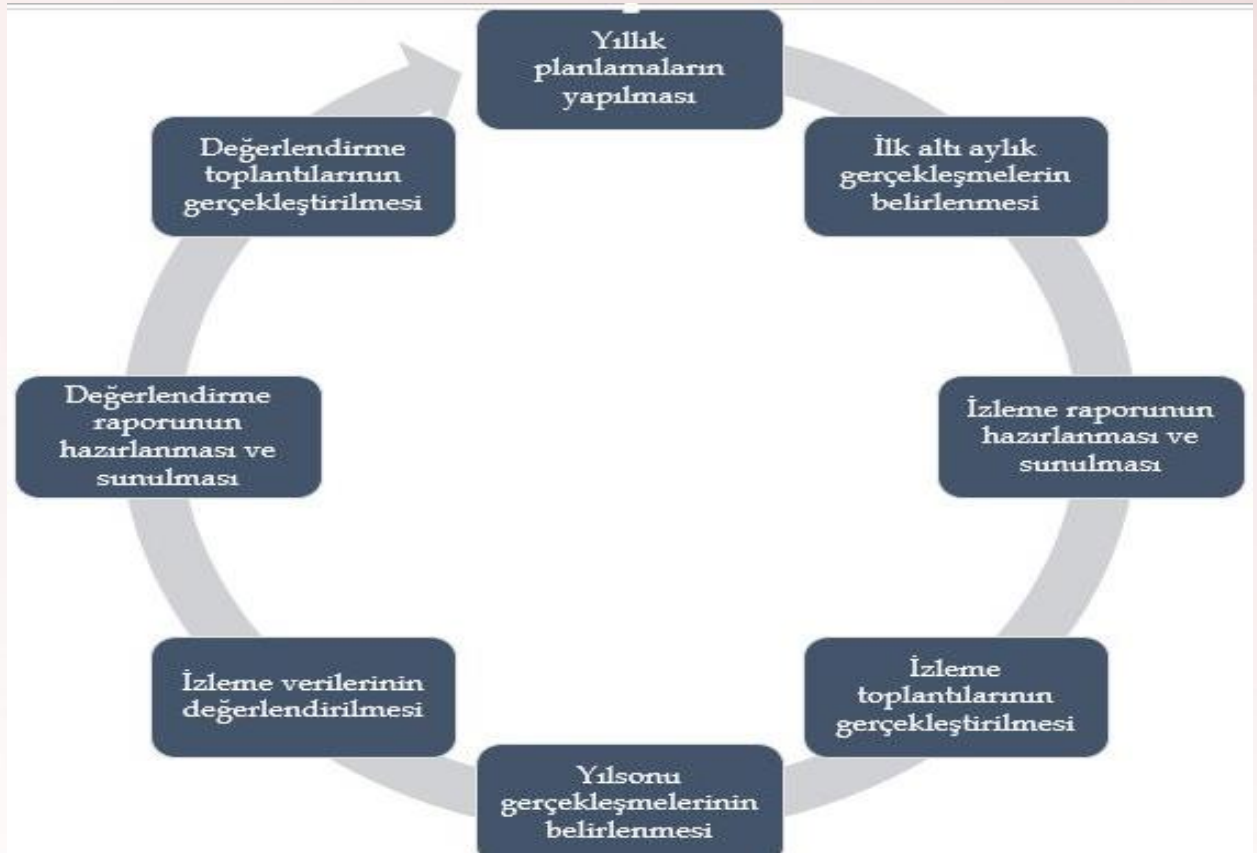 Yıllık
planlamaların
yapılması
İlk altı aylık
gerçekleşmelerin
belirlenmesi
İzleme raporunun
hazırlanması ve
sunulması
İzleme
toplantılarının
gerçekleştirilmesi
Yılsonu
gerçekleşmelerinin
belirlenmesi
İzleme verilerinin
değerlendirilmesi
Değerlendirme
raporunun
hazırlanması ve
sunulması
Değerlendirme
toplantılarının
gerçekleştirilmesi